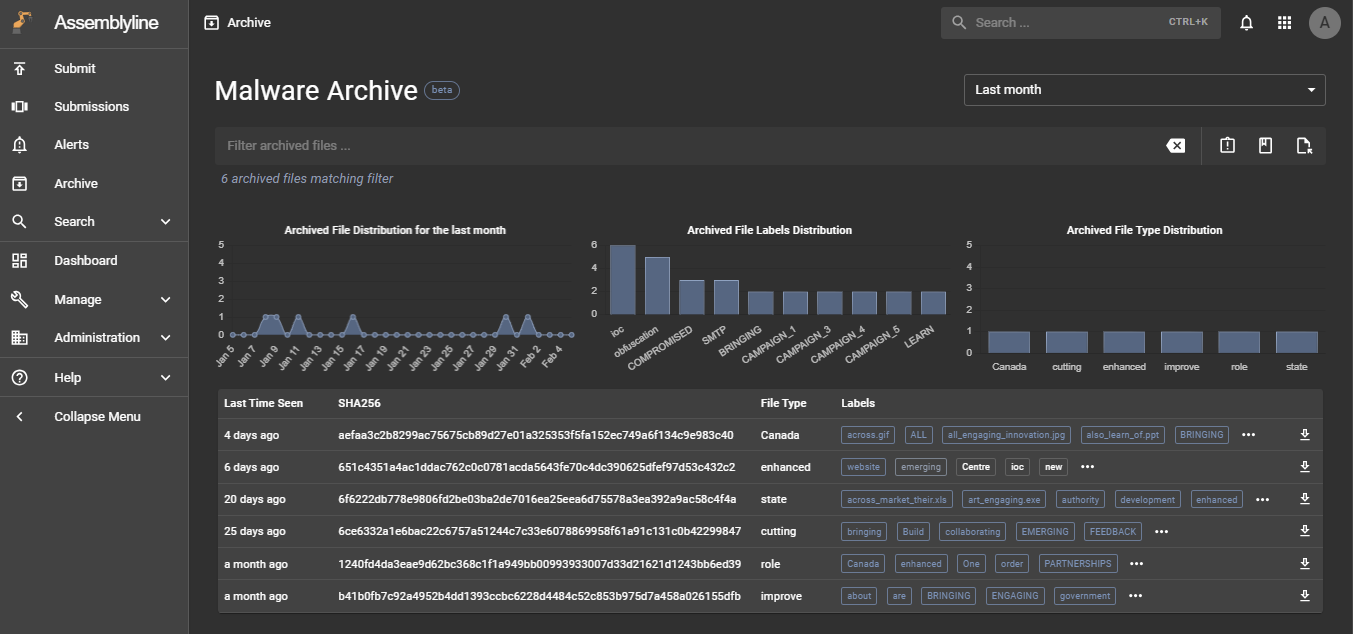 Assemblyline
Archive
Search ...
CTRL+K
A
Submit
Submissions
Alerts
Archive
Search
Dashboard
Manage
Administration
Help
Collapse Menu
Malware Archive
beta
Last month
Filter archived files ...
6 archived files matching filter
Archived File Distribution for the last month
5
4
3
2
1
0
Jan 5 Jan 7 Jan 9 Jan 11 Jan 13 Jan 15 Jan 17 Jan 19 Jan 21 Jan 23 Jan 25 Jan 27 Jan 29 Jan 31 Feb 2 Feb 4
Archived File Labels Distribution
6
4
2
0
ioc obfuscation COMPROMISED SMTP BRINGING CAMPAIGN_1 CAMPAIGN_3 CAMPAIGN_4 CAMPAIGN_5 LEARN
Archived File Type Distribution
5
4
3
2
1
0
Canada cutting enhanced improve role state
Last Time Seen SHA256 File Type Labels
4 days ago aefaa3c2b8299ac75675cb89d27e01a325353f5fa152ec749a6f134c9e983c40 Canada across.gif ALL all_engaging_innovation.jpg also_learn_of.ppt BRINGING
6 days ago 651c4351a4ac1ddac762c0c0781acda5643fe70c4dc390625dfef97d53c432c2 enhanced website emerging Centre ioc new
20 days ago 6f6222db778e9806fd2be03ba2de7016ea25eea6d75578a3ea392a9ac58c4f4a state across_market_their.xls art_engaging.exe authority development enhanced
25 days ago 6ce6332a1e6bac22c6757a51244c7c33e6078869958f61a91c131c0b42299847 cutting bringing Build collaborating EMERGING FEEDBACK
a month ago 1240fd4da3eae9d62bc368c1f1a949bb00993933007d33d21621d1243bb6ed39 role Canada enhanced One order PARTNERSHIPS
a month ago b41b0fb7c92a4952b4dd1393ccbc6228d4484c52c853b975d7a458a026155dfb improve about are BRINGING ENGAGING government